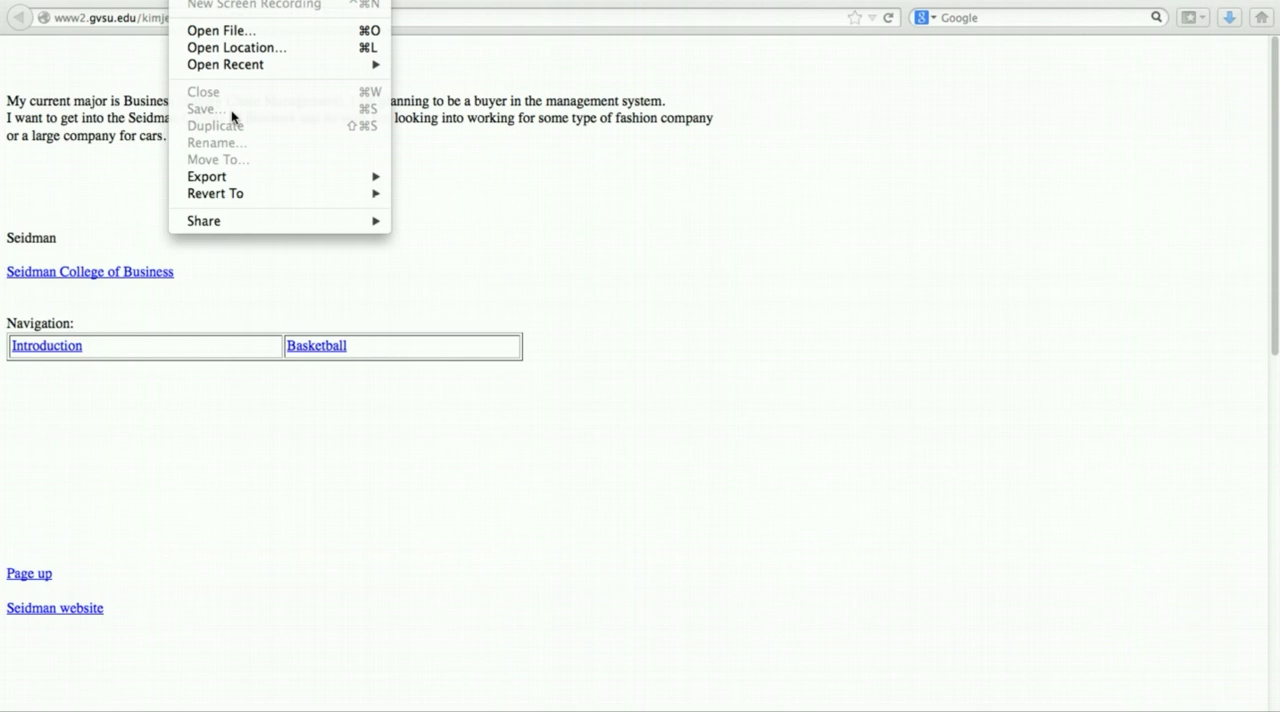 New Screen Recording ^⌘N
www2.gvsu.edu/kimje
Google
Open File... ⌘O
Open Location... ⌘L
Open Recent
Close ⌘W
Save... ⌘S
Duplicate ⇧⌘S
Rename...
Move To...
Export
Revert To
Share
My current major is Busines anning to be a buyer in the management system.
I want to get into the Seidma looking into working for some type of fashion company
or a large company for cars.
Seidman
Seidman College of Business
Navigation:
Introduction Basketball
Page up
Seidman website